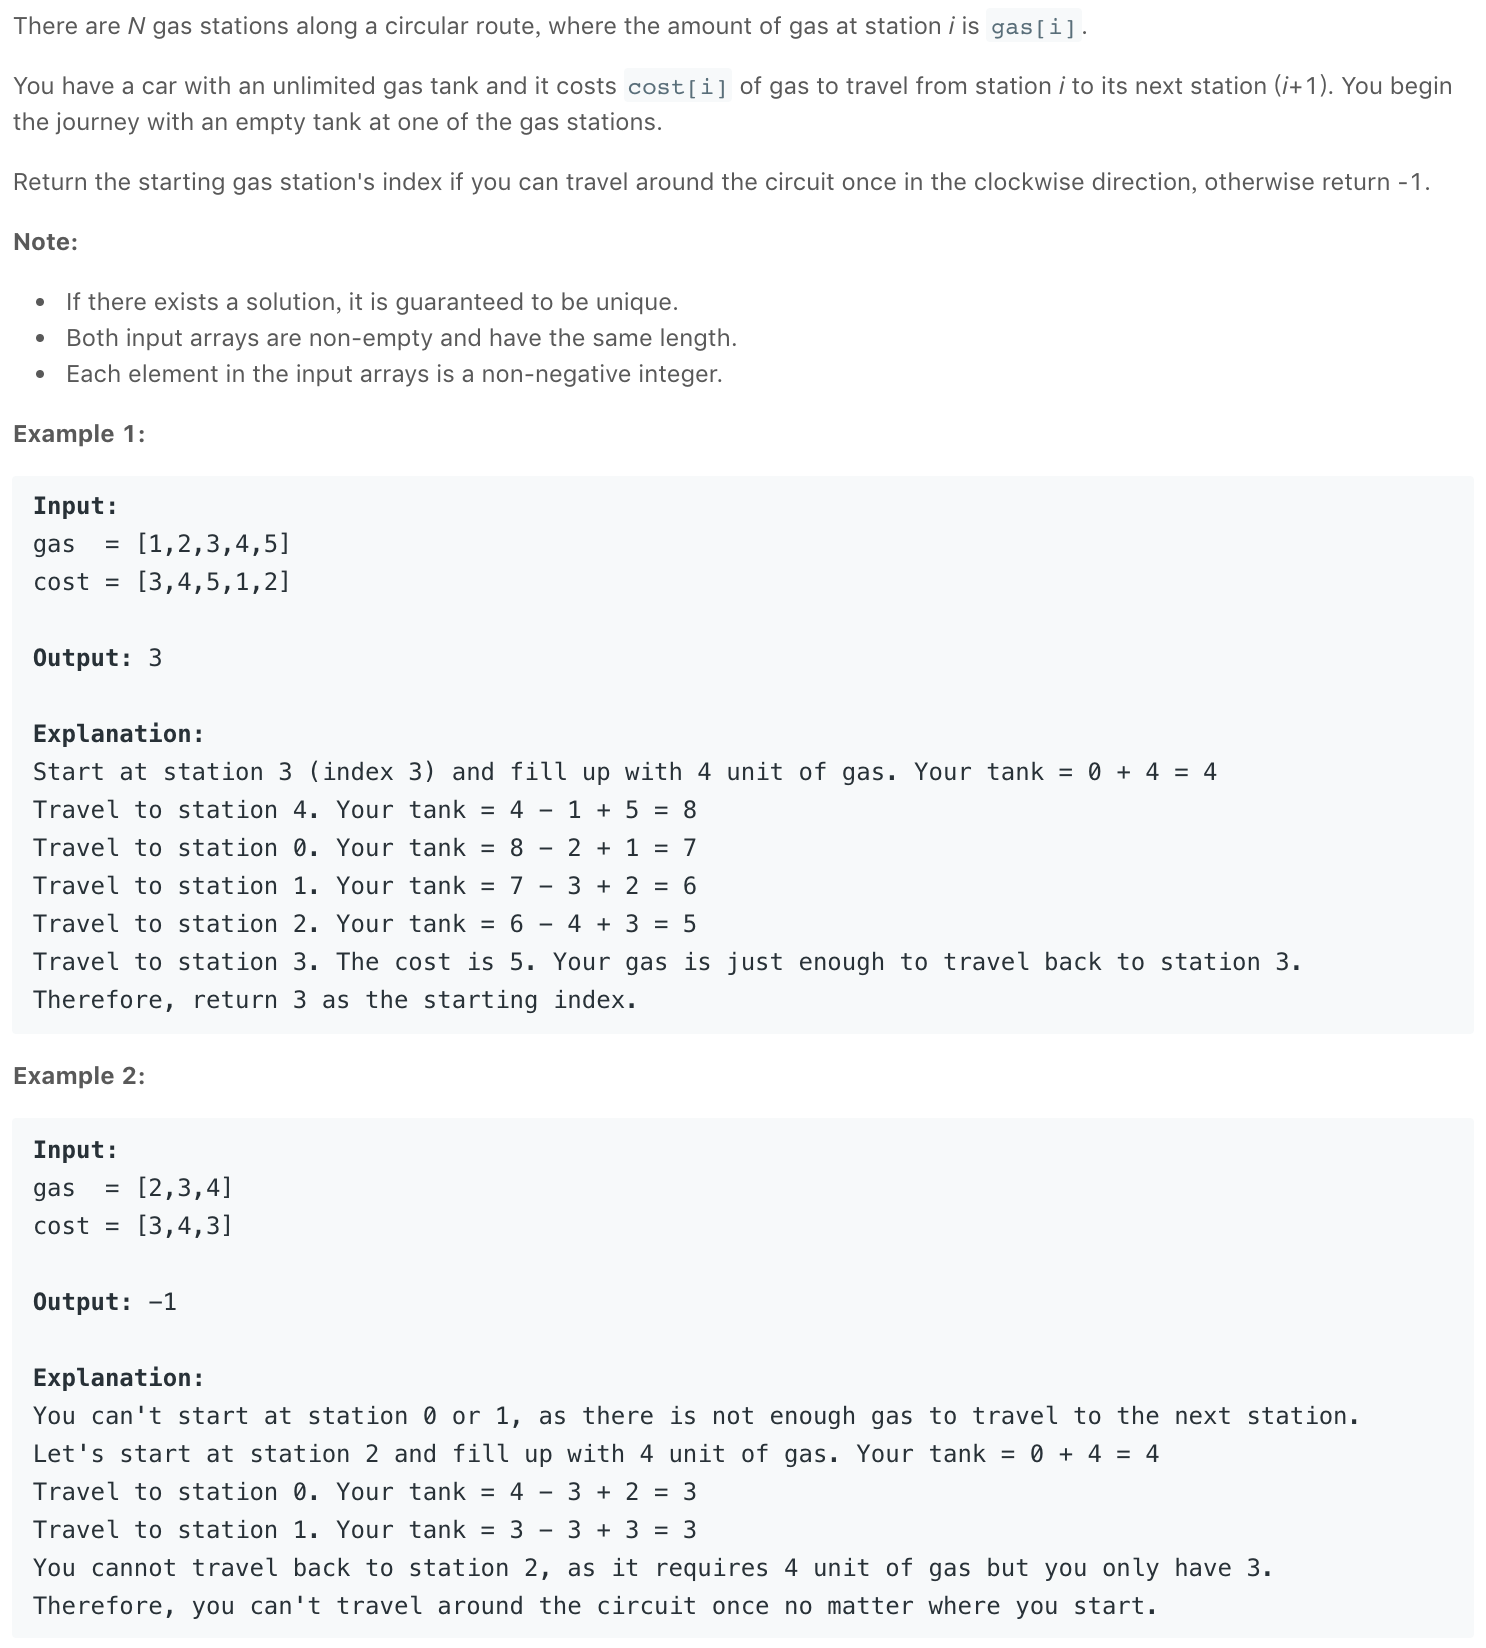 There are N gas stations along a circular route, where the amount of gas at station i is gas[i].
You have a car with an unlimited gas tank and it costs cost[i] of gas to travel from station i to its next station (i+1). You begin
the journey with an empty tank at one of the gas stations.
Return the starting gas station's index if you can travel around the circuit once in the clockwise direction, otherwise return -1.
Note:
• If there exists a solution, it is guaranteed to be unique.
• Both input arrays are non-empty and have the same length.
• Each element in the input arrays is a non-negative integer.
Example 1:
Input:
gas  = [1,2,3,4,5]
cost = [3,4,5,1,2]
Output: 3
Explanation:
Start at station 3 (index 3) and fill up with 4 unit of gas. Your tank = 0 + 4 = 4
Travel to station 4. Your tank = 4 - 1 + 5 = 8
Travel to station 0. Your tank = 8 - 2 + 1 = 7
Travel to station 1. Your tank = 7 - 3 + 2 = 6
Travel to station 2. Your tank = 6 - 4 + 3 = 5
Travel to station 3. The cost is 5. Your gas is just enough to travel back to station 3.
Therefore, return 3 as the starting index.
Example 2:
Input:
gas  = [2,3,4]
cost = [3,4,3]
Output: -1
Explanation:
You can't start at station 0 or 1, as there is not enough gas to travel to the next station.
Let's start at station 2 and fill up with 4 unit of gas. Your tank = 0 + 4 = 4
Travel to station 0. Your tank = 4 - 3 + 2 = 3
Travel to station 1. Your tank = 3 - 3 + 3 = 3
You cannot travel back to station 2, as it requires 4 unit of gas but you only have 3.
Therefore, you can't travel around the circuit once no matter where you start.